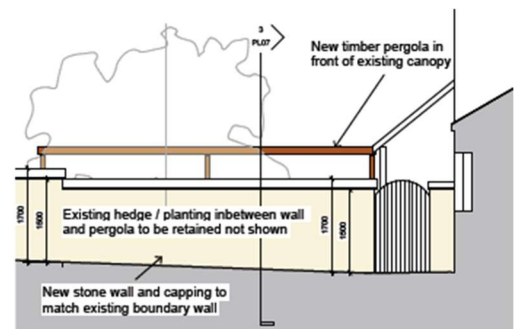 3
PL07
New timber pergola in
front of existing canopy
1700
1500
Existing hedge / planting inbetween wall
and pergola to be retained not shown
1700
1500
New stone wall and capping to
match existing boundary wall